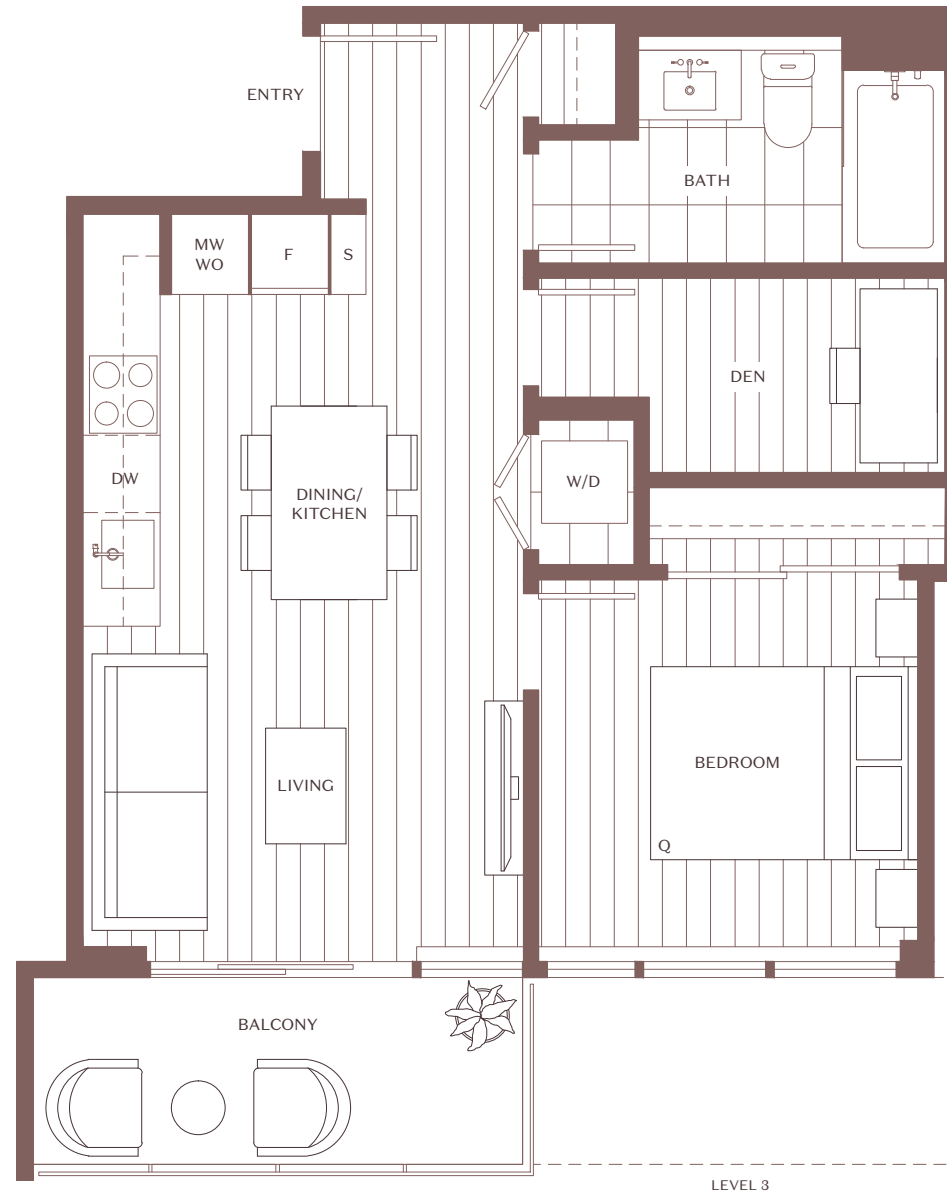 ENTRY
BATH
MW
WO
F
S
DEN
DW
W/D
DINING/
KITCHEN
BEDROOM
LIVING
Q
BALCONY
LEVEL 3